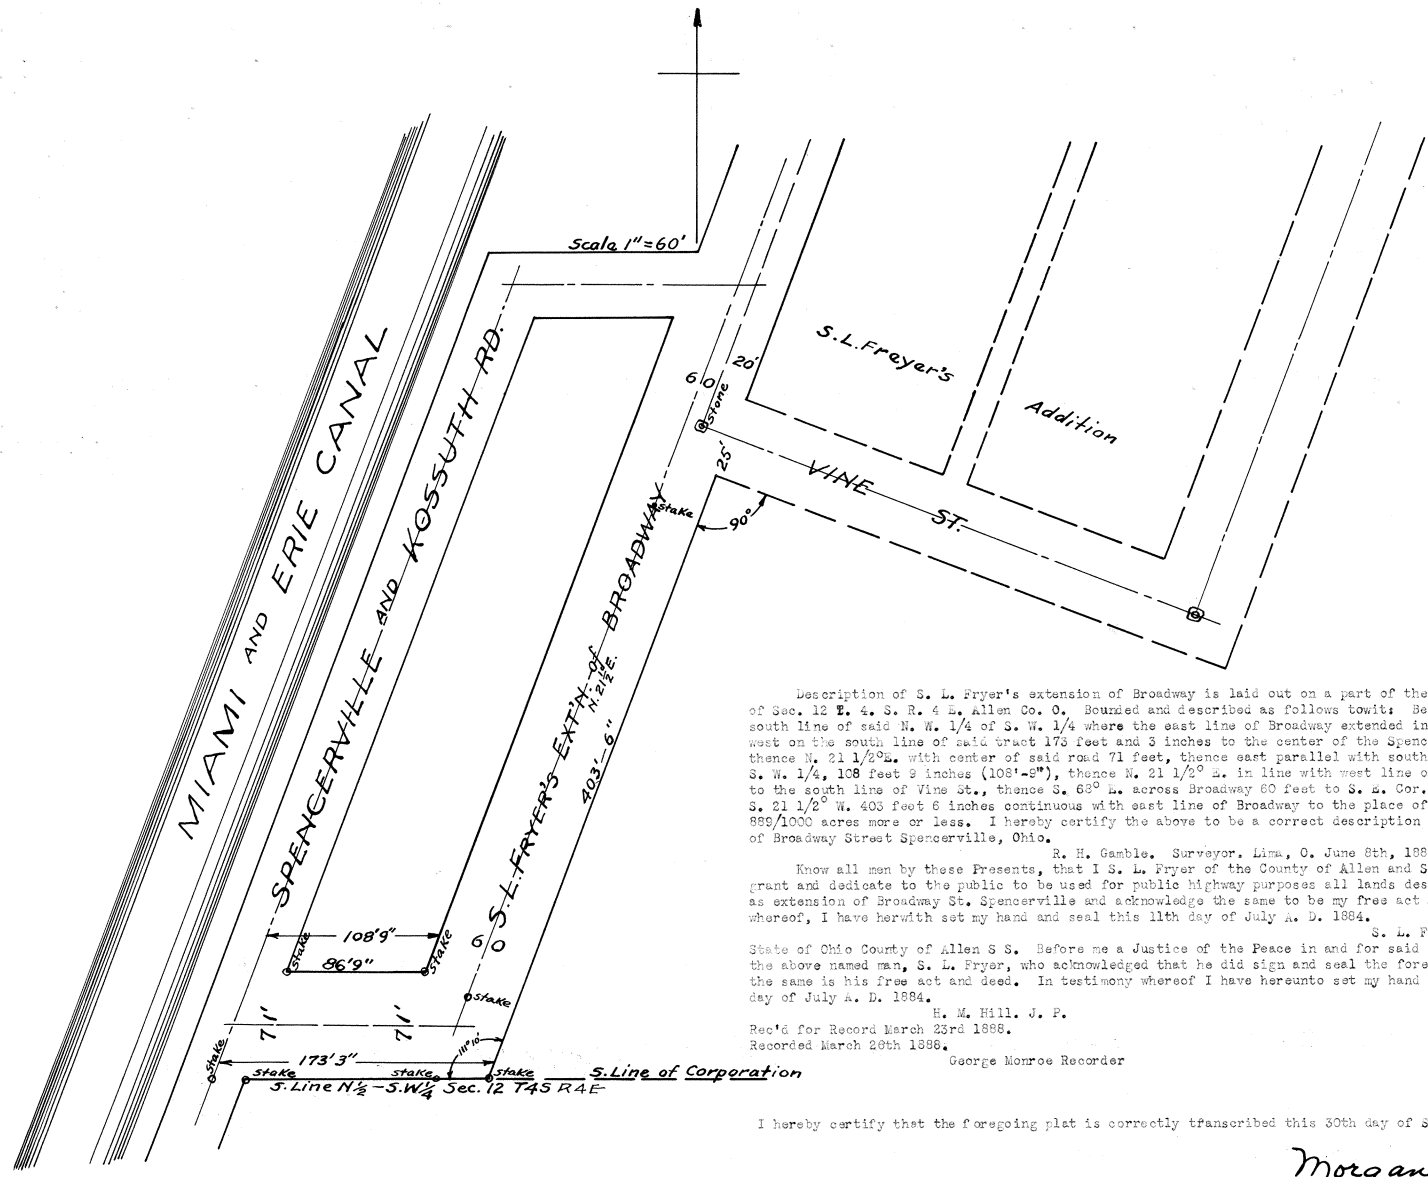 Scale 1"=60'
MIAMI AND ERIE CANAL
SPENCERVILLE AND KOSSUTH RD.
S.L.FRYER'S EXT'N. of BROADWAY
N.21½°E.
403'-6"
60
20'
stone
25'
stake
90°
VINE ST.
S.L.Freyer's
Addition
108'9"
stake
stake
86'9"
60
stake
71'
71'
111°10'
stake
173'3"
stake
stake
stake
S.Line of Corporation
S.Line N½-S.W¼ Sec.12 T4S R4E
Description of S. L. Fryer's extension of Broadway is laid out on a part of the
of Sec. 12 T. 4. S. R. 4 E. Allen Co. O. Bounded and described as follows towit: Be
south line of said N. W. 1/4 of S. W. 1/4 where the east line of Broadway extended in
west on the south line of said tract 173 feet and 3 inches to the center of the Spenc
thence N. 21 1/2°E. with center of said road 71 feet, thence east parallel with south
S. W. 1/4, 108 feet 9 inches (108'-9"), thence N. 21 1/2° E. in line with west line o
to the south line of Vine St., thence S. 68° E. across Broadway 60 feet to S. E. Cor.
S. 21 1/2° W. 403 feet 6 inches continuous with east line of Broadway to the place of
889/1000 acres more or less. I hereby certify the above to be a correct description
of Broadway Street Spencerville, Ohio.
R. H. Gamble. Surveyor. Lima, O. June 8th, 188
Know all men by these Presents, that I S. L. Fryer of the County of Allen and S
grant and dedicate to the public to be used for public highway purposes all lands des
as extension of Broadway St. Spencerville and acknowledge the same to be my free act
whereof, I have herwith set my hand and seal this 11th day of July A. D. 1884.
S. L. F
State of Ohio County of Allen S S. Before me a Justice of the Peace in and for said
the above named man, S. L. Fryer, who acknowledged that he did sign and seal the fore
the same is his free act and deed. In testimony whereof I have hereunto set my hand
day of July A. D. 1884.
H. M. Hill. J. P.
Rec'd for Record March 23rd 1888.
Recorded March 26th 1888.
George Monroe Recorder
I hereby certify that the foregoing plat is correctly transcribed this 30th day of S
Morgan